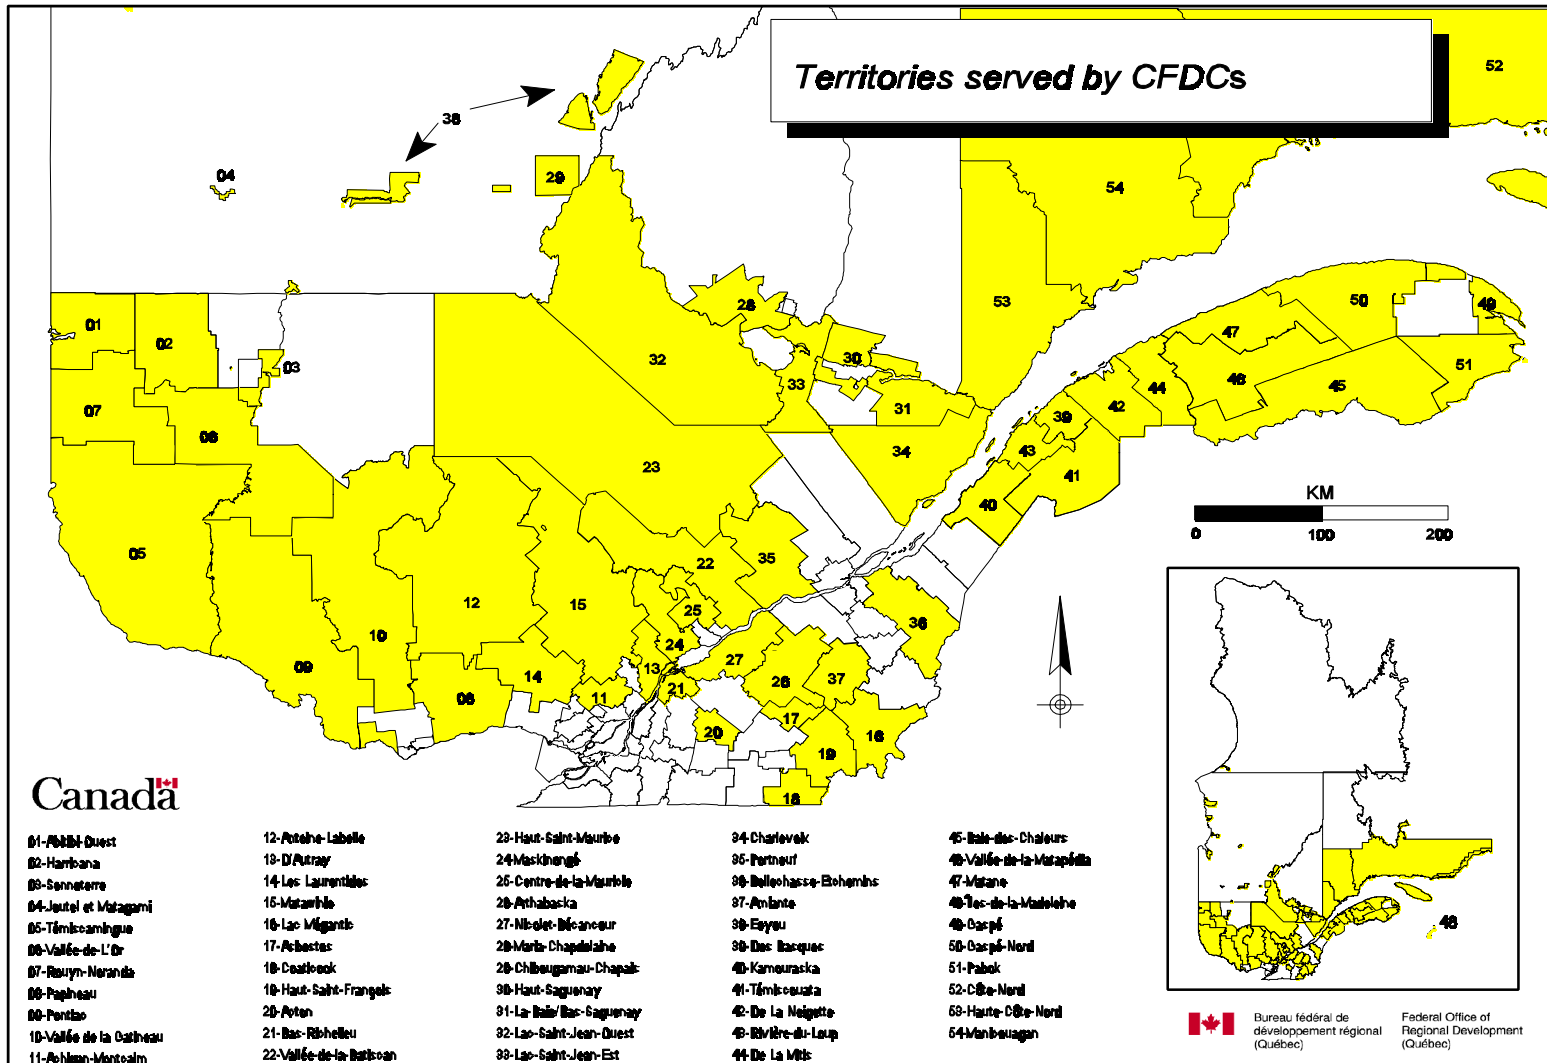 Territories served by CFDCs
52
38
04
29
54
53
28
50
49
01
02
47
32
30
03
33
51
46
45
44
07
31
42
39
06
34
43
23
41
40
KM
0 100 200
05
22
35
12
15
25
10
36
24
27
09
13
14
26
37
21
08
11
17
20
16
19
18
48
Canada
01-Abitibi-Ouest
02-Harricana
03-Senneterre
04-Joutel et Matagami
05-Témiscamingue
06-Vallée-de-L'Or
07-Rouyn-Noranda
08-Papineau
09-Pontiac
10-Vallée de la Gatineau
11-Achigan-Montcalm
12-Antoine-Labelle
13-D'Autray
14-Les Laurentides
15-Matawinie
16-Lac Mégantic
17-Asbestos
18-Coaticook
19-Haut-Saint-François
20-Acton
21-Bas-Richelieu
22-Vallée-de-la-Batiscan
23-Haut-Saint-Maurice
24-Maskinongé
25-Centre-de-la-Mauricie
26-Arthabaska
27-Nicolet-Bécancour
28-Maria-Chapdelaine
29-Chibougamau-Chapais
30-Haut-Saguenay
31-La Baie/Bas-Saguenay
32-Lac-Saint-Jean-Ouest
33-Lac-Saint-Jean-Est
34-Charlevoix
35-Portneuf
36-Bellechasse-Etchemins
37-Amiante
38-Eeyou
39-Des Basques
40-Kamouraska
41-Témiscouata
42-De La Neigette
43-Rivière-du-Loup
44-De La Mitis
45-Baie-des-Chaleurs
46-Vallée-de-la-Matapédia
47-Matane
48-Îles-de-la-Madeleine
49-Gaspé
50-Gaspé-Nord
51-Pabok
52-Côte-Nord
53-Haute-Côte-Nord
54-Manicouagan
Bureau fédéral de
développement régional
(Québec)
Federal Office of
Regional Development
(Québec)